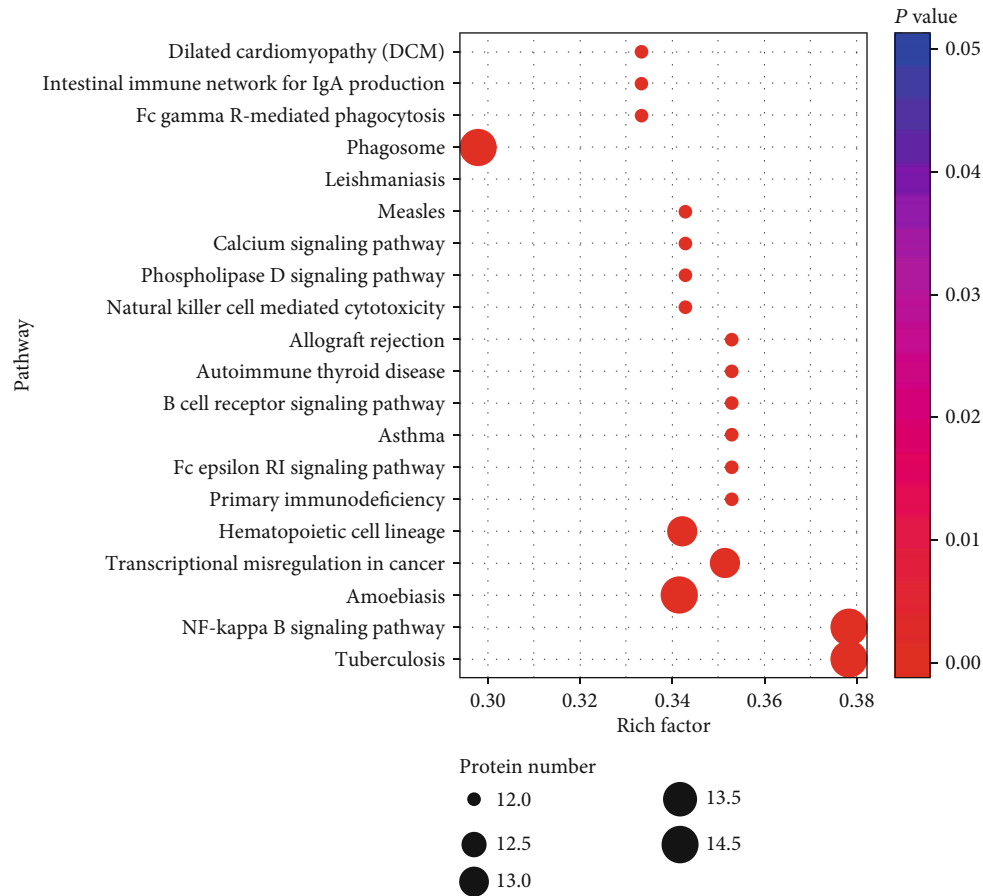 P value
Dilated cardiomyopathy (DCM)
Intestinal immune network for IgA production
Fc gamma R-mediated phagocytosis
Phagosome
Leishmaniasis
Measles
Calcium signaling pathway
Phospholipase D signaling pathway
Natural killer cell mediated cytotoxicity
Allograft rejection
Autoimmune thyroid disease
B cell receptor signaling pathway
Asthma
Fc epsilon RI signaling pathway
Primary immunodeficiency
Hematopoietic cell lineage
Transcriptional misregulation in cancer
Amoebiasis
NF-kappa B signaling pathway
Tuberculosis
Pathway
0.05
0.04
0.03
0.02
0.01
0.00
0.30 0.32 0.34 0.36 0.38
Rich factor
Protein number
12.0 13.5
12.5 14.5
13.0